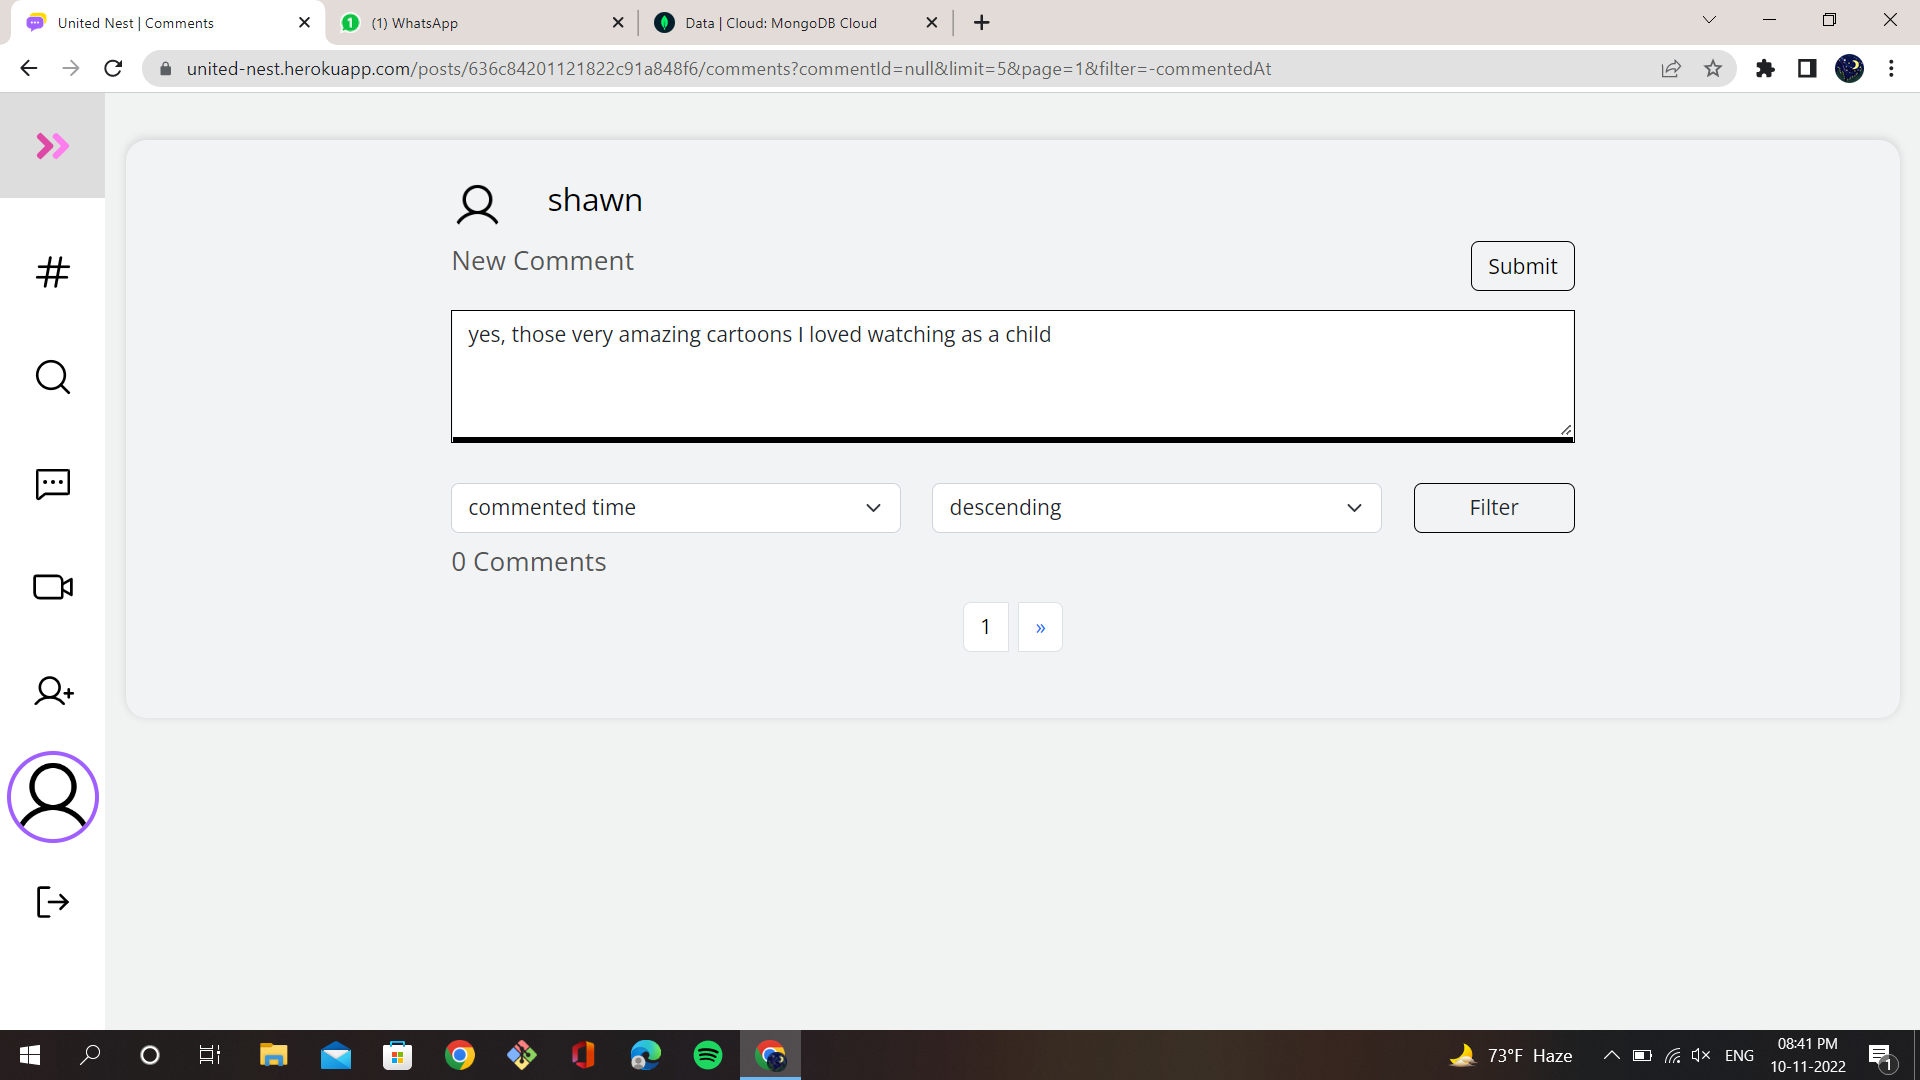 United Nest | Comments
(1) WhatsApp
Data | Cloud: MongoDB Cloud
united-nest.herokuapp.com/posts/636c84201121822c91a848f6/comments?commentId=null&limit=5&page=1&filter=-commentedAt
shawn
New Comment
Submit
yes, those very amazing cartoons I loved watching as a child
commented time
descending
Filter
0 Comments
1 »
73°F Haze
ENG
08:41 PM
10-11-2022
1